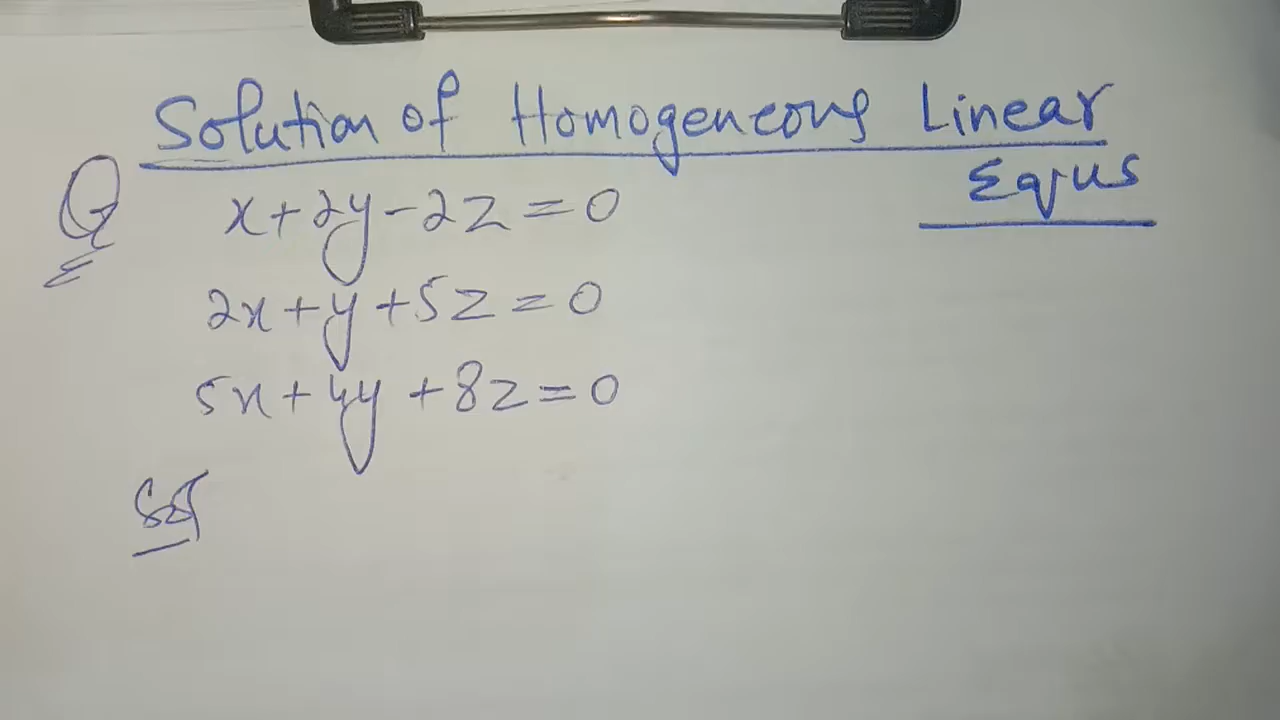 Solution of Homogeneous Linear
Equs
Q x+2y-2z=0
2x+y+5z=0
5x+4y+8z=0
Sol